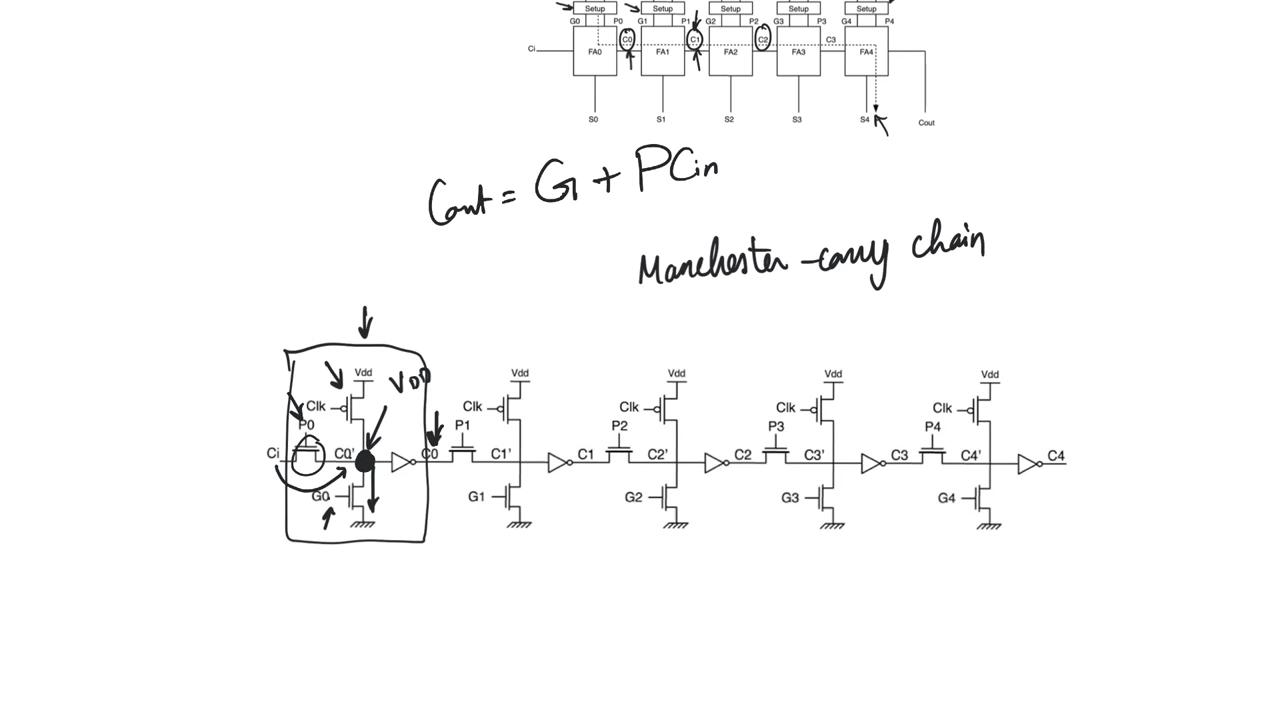 Setup Setup Setup Setup Setup
G0 P0 G1 P1 G2 P2 G3 P3 G4 P4
C0 C1 C2 C3
Ci FA0 FA1 FA2 FA3 FA4
S0 S1 S2 S3 S4 Cout
Cout = G + PCin
Manchester -carry chain
Vdd VDD Vdd Vdd Vdd Vdd
Clk Clk Clk Clk Clk
P0 P1 P2 P3 P4
Ci C0' C0 C1' C1 C2' C2 C3' C3 C4' C4
G0 G1 G2 G3 G4